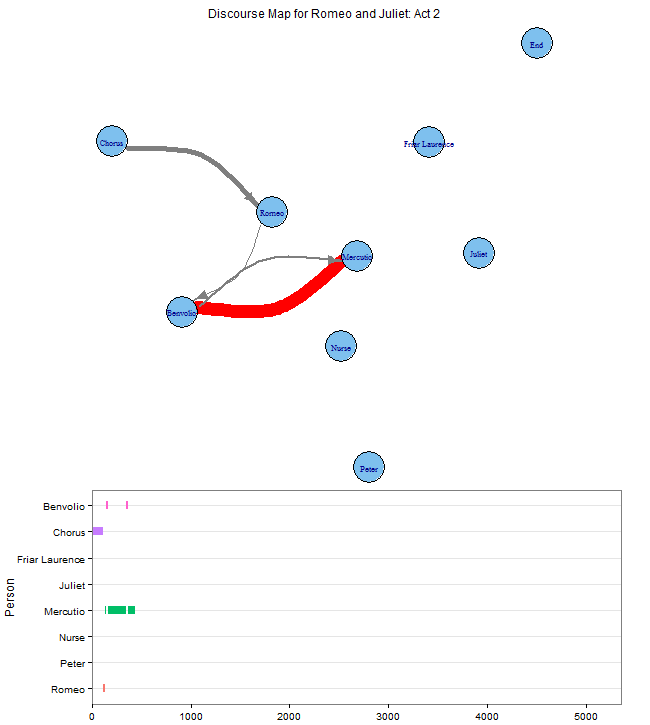 Discourse Map for Romeo and Juliet: Act 2
End
Chorus
Friar Laurence
Romeo
Mercutio
Juliet
Benvolio
Nurse
Peter
Person
Benvolio
Chorus
Friar Laurence
Juliet
Mercutio
Nurse
Peter
Romeo
0 1000 2000 3000 4000 5000